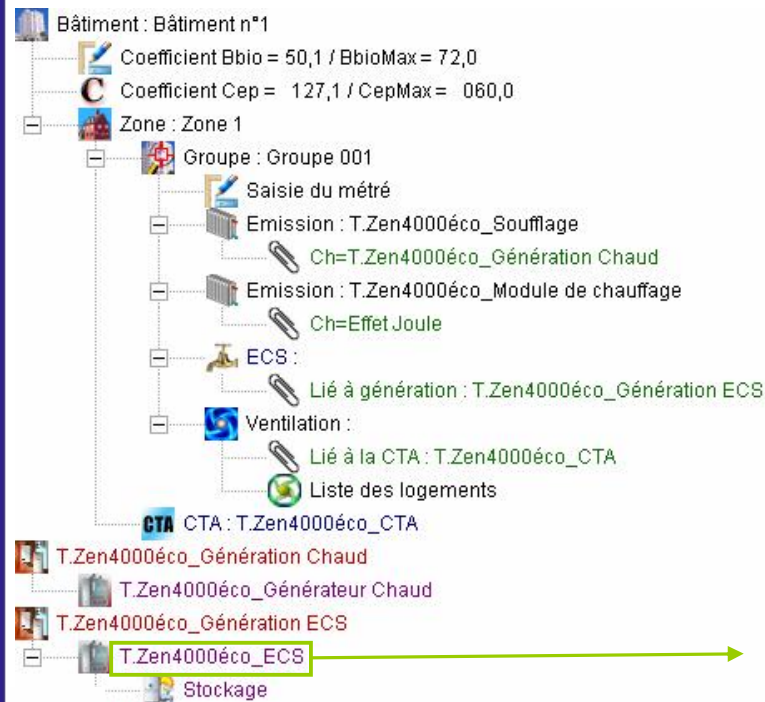 Bâtiment : Bâtiment n°1
Coefficient Bbio = 50,1 / BbioMax = 72,0
C Coefficient Cep = 127,1 / CepMax = 060,0
Zone : Zone 1
Groupe : Groupe 001
Saisie du métré
Emission : T.Zen4000éco_Soufflage
Ch=T.Zen4000éco_Génération Chaud
Emission : T.Zen4000éco_Module de chauffage
Ch=Effet Joule
ECS :
Lié à génération : T.Zen4000éco_Génération ECS
Ventilation :
Lié à la CTA : T.Zen4000éco_CTA
Liste des logements
CTA CTA : T.Zen4000éco_CTA
T.Zen4000éco_Génération Chaud
T.Zen4000éco_Générateur Chaud
T.Zen4000éco_Génération ECS
T.Zen4000éco_ECS
Stockage